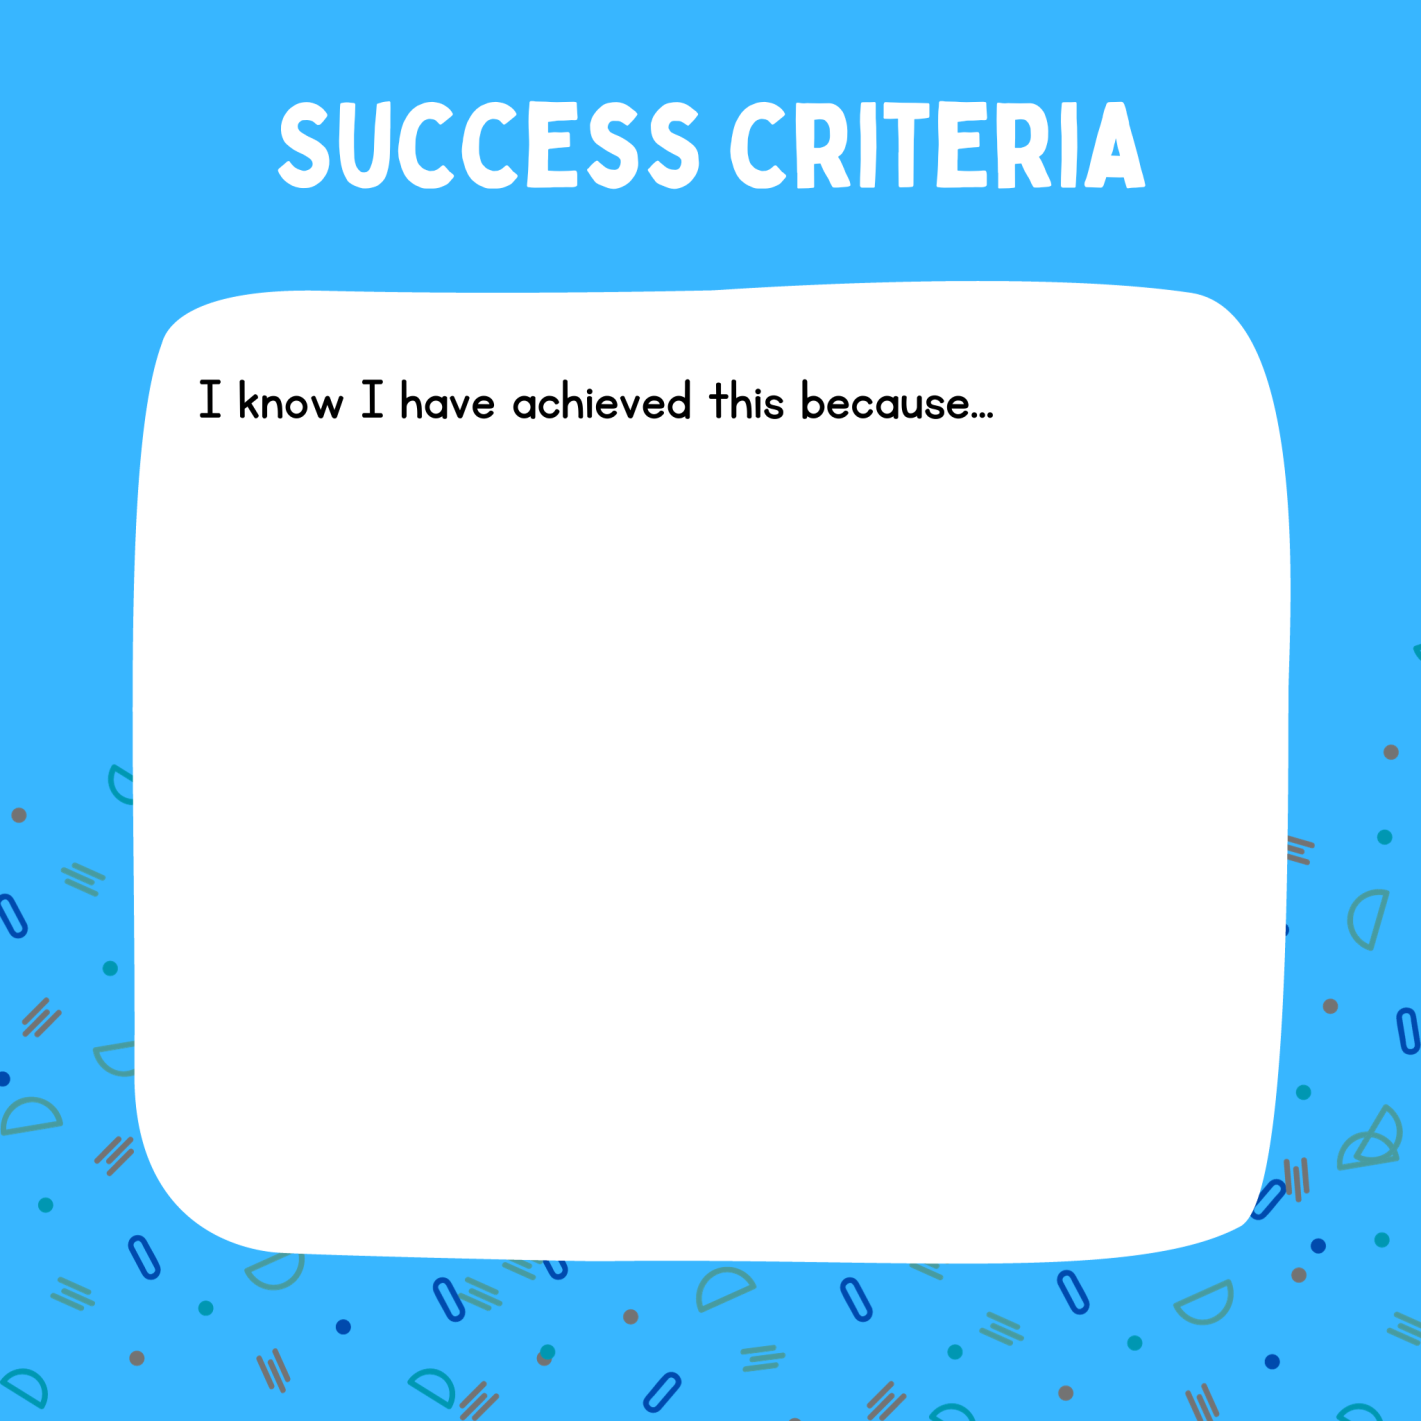 SUCCESS CRITERIA
I know I have achieved this because...